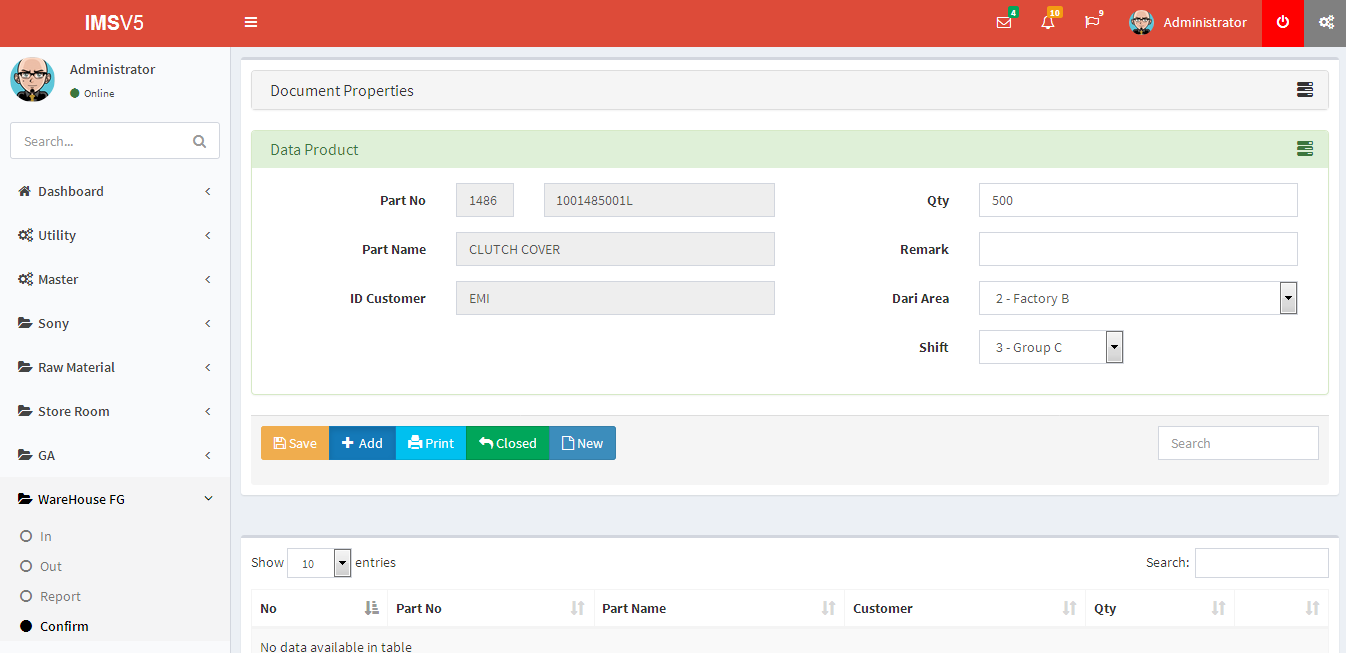 IMSV5
4
10
9
Administrator
Administrator
Online
Search...
Dashboard
Utility
Master
Sony
Raw Material
Store Room
GA
WareHouse FG
In
Out
Report
Confirm
Document Properties
Data Product
Part No 1486 1001485001L
Qty 500
Part Name CLUTCH COVER
Remark
ID Customer EMI
Dari Area 2 - Factory B
Shift 3 - Group C
Save Add Print Closed New
Search
Show 10 entries
Search:
No Part No Part Name Customer Qty
No data available in table